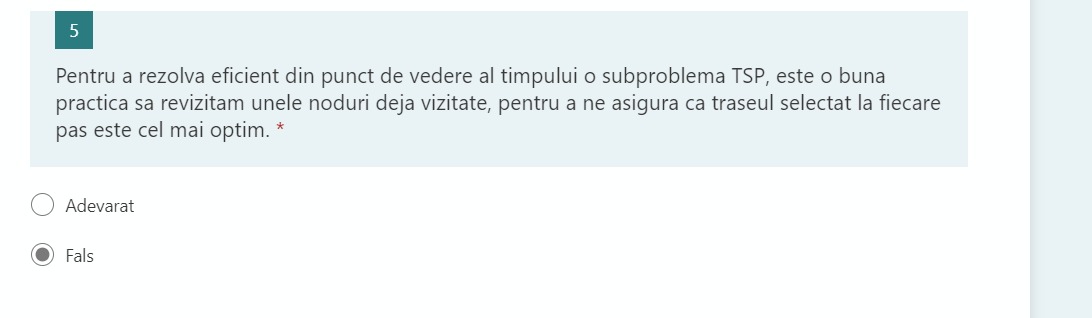 5
Pentru a rezolva eficient din punct de vedere al timpului o subproblema TSP, este o buna
practica sa revizitam unele noduri deja vizitate, pentru a ne asigura ca traseul selectat la fiecare
pas este cel mai optim. *
Adevarat
Fals